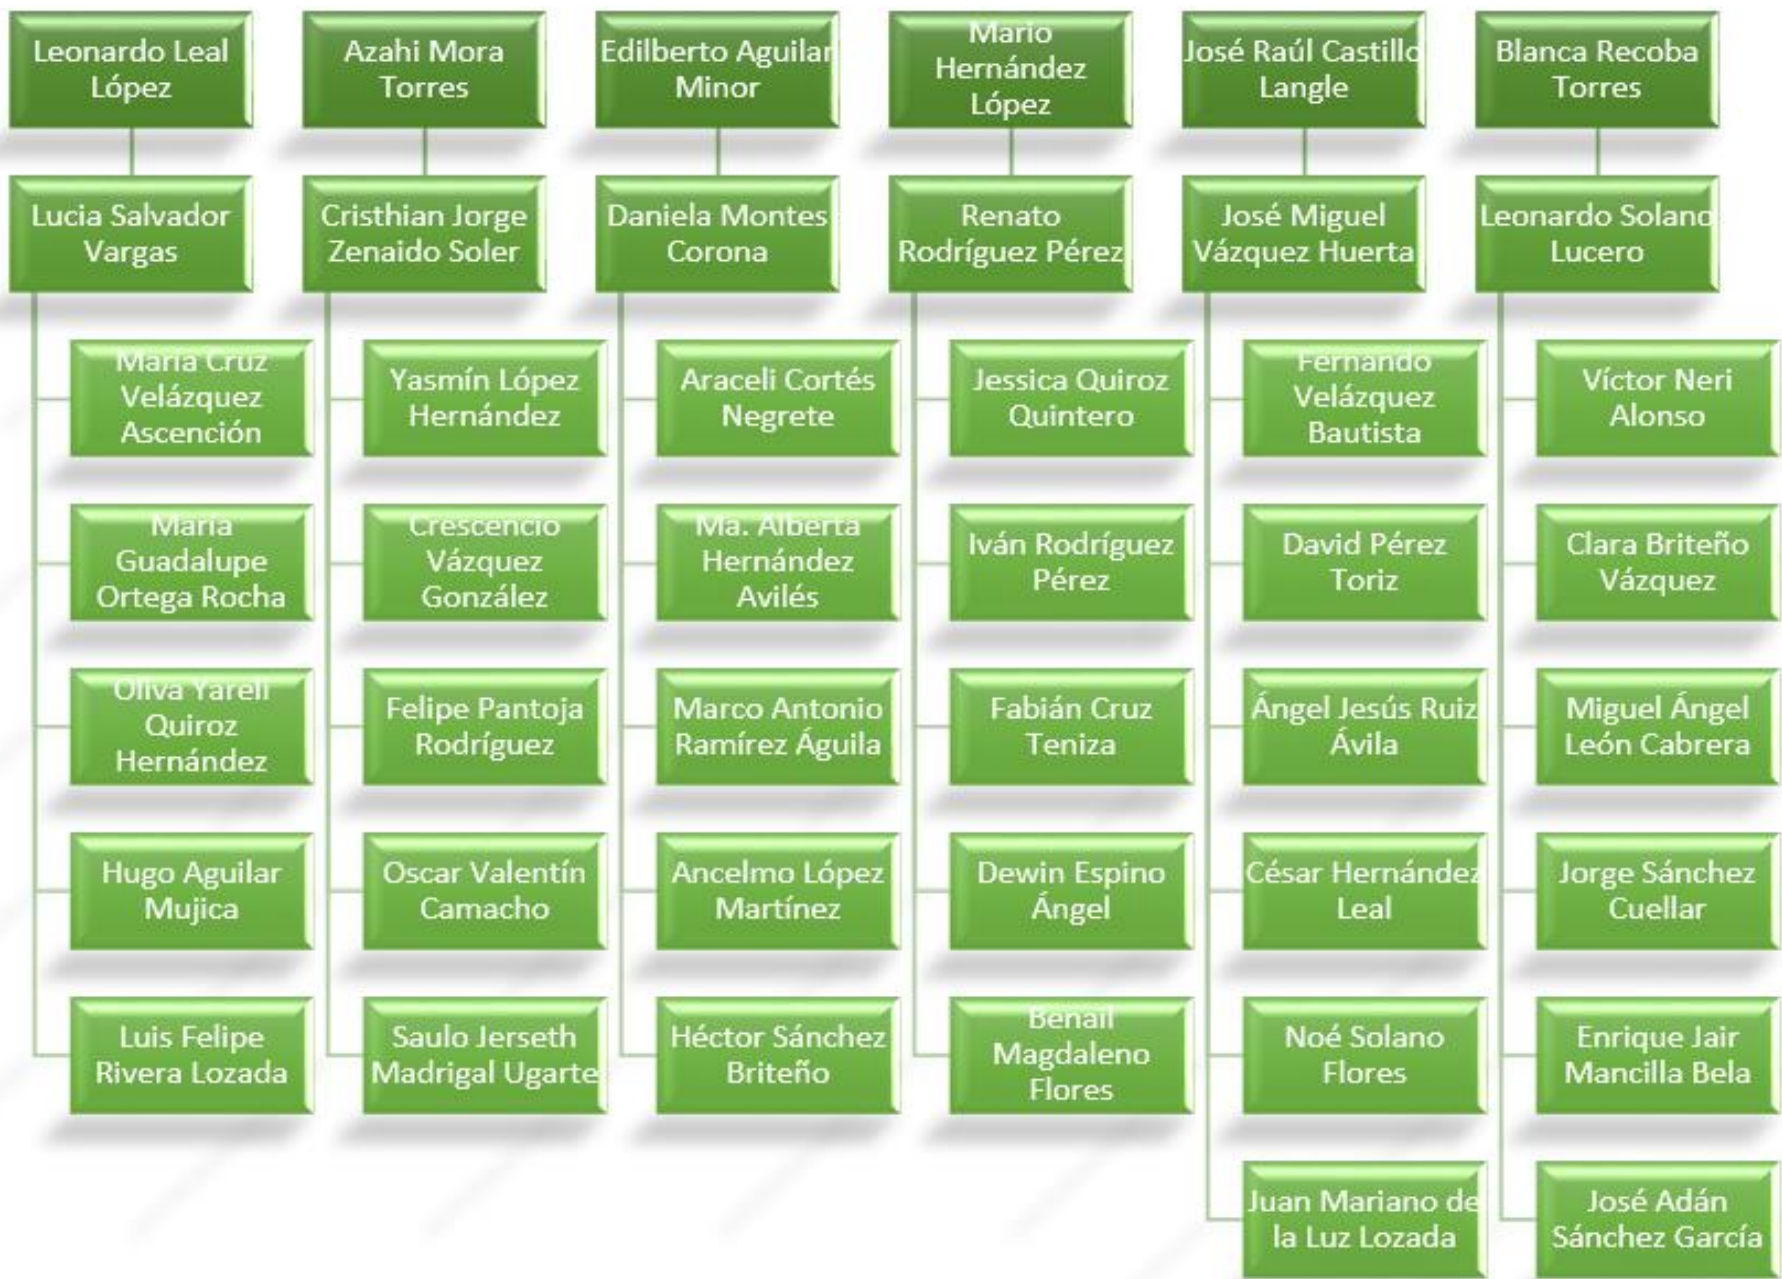 Leonardo Leal
López
Azahi Mora
Torres
Edilberto Aguilar
Minor
Mario
Hernández
López
José Raúl Castillo
Langle
Blanca Recoba
Torres
Lucia Salvador
Vargas
Cristhian Jorge
Zenaido Soler
Daniela Montes
Corona
Renato
Rodríguez Pérez
José Miguel
Vázquez Huerta
Leonardo Solano
Lucero
María Cruz
Velázquez
Ascención
Yasmín López
Hernández
Araceli Cortés
Negrete
Jessica Quiroz
Quintero
Fernando
Velázquez
Bautista
Víctor Neri
Alonso
María
Guadalupe
Ortega Rocha
Crescencio
Vázquez
González
Ma. Alberta
Hernández
Avilés
Iván Rodríguez
Pérez
David Pérez
Toriz
Clara Briteño
Vázquez
Oliva Yareli
Quiroz
Hernández
Felipe Pantoja
Rodríguez
Marco Antonio
Ramírez Águila
Fabián Cruz
Teniza
Ángel Jesús Ruiz
Ávila
Miguel Ángel
León Cabrera
Hugo Aguilar
Mujica
Oscar Valentín
Camacho
Ancelmo López
Martínez
Dewin Espino
Ángel
César Hernández
Leal
Jorge Sánchez
Cuellar
Luis Felipe
Rivera Lozada
Saulo Jerseth
Madrigal Ugarte
Héctor Sánchez
Briteño
Benail
Magdaleno
Flores
Noé Solano
Flores
Enrique Jair
Mancilla Bela
Juan Mariano de
la Luz Lozada
José Adán
Sánchez García